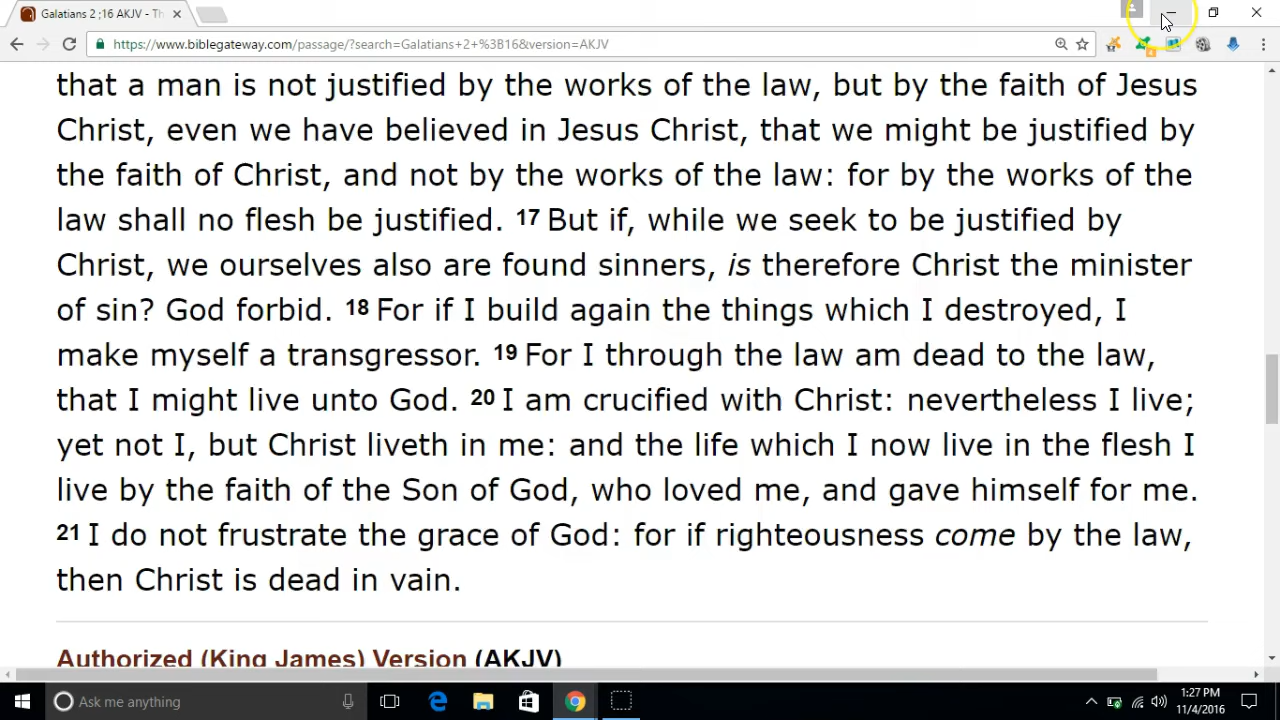 Galatians 2 ;16 AKJV - Th
https://www.biblegateway.com/passage/?search=Galatians+2+%3B16&version=AKJV
that a man is not justified by the works of the law, but by the faith of Jesus
Christ, even we have believed in Jesus Christ, that we might be justified by
the faith of Christ, and not by the works of the law: for by the works of the
law shall no flesh be justified. 17 But if, while we seek to be justified by
Christ, we ourselves also are found sinners, is therefore Christ the minister
of sin? God forbid. 18 For if I build again the things which I destroyed, I
make myself a transgressor. 19 For I through the law am dead to the law,
that I might live unto God. 20 I am crucified with Christ: nevertheless I live;
yet not I, but Christ liveth in me: and the life which I now live in the flesh I
live by the faith of the Son of God, who loved me, and gave himself for me.
21 I do not frustrate the grace of God: for if righteousness come by the law,
then Christ is dead in vain.
Authorized (King James) Version (AKJV)
Ask me anything
1:27 PM
11/4/2016